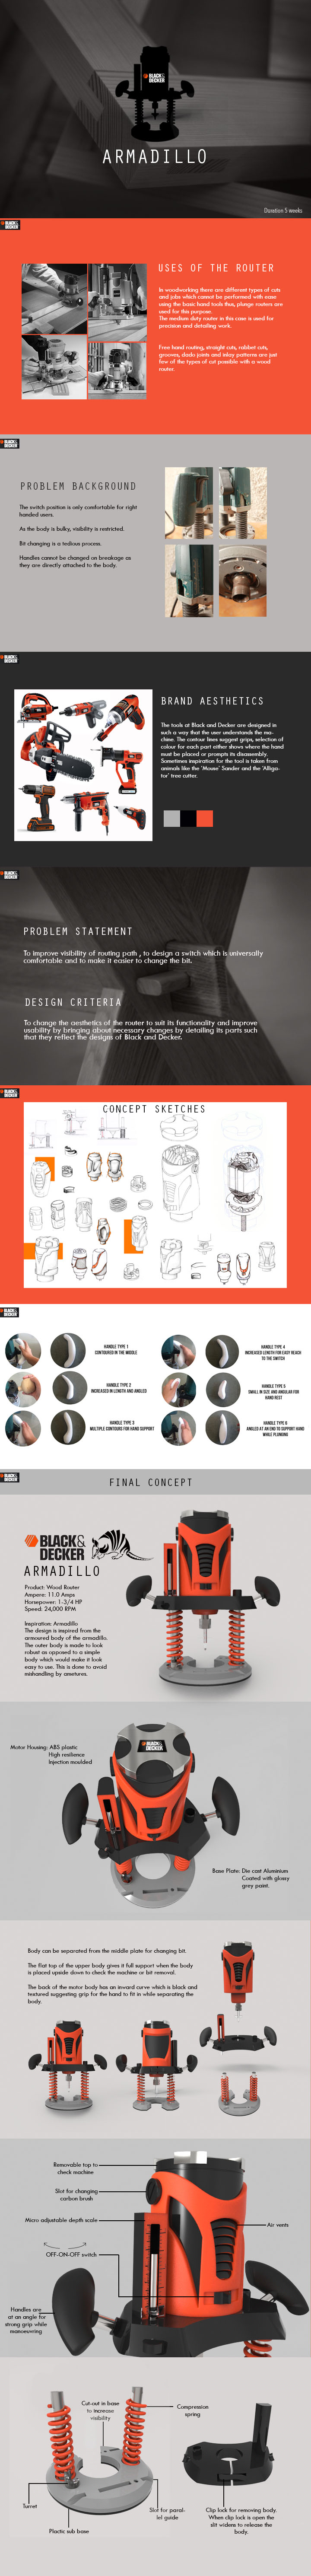 BLACK&
DECKER
ARMADILLO
Duration 5 weeks
BLACK&
DECKER
USES OF THE ROUTER
In woodworking there are different types of cuts
and jobs which cannot be performed with ease
using the basic hand tools thus, plunge routers are
used for this purpose.
The medium duty router in this case is used for
precision and detailing work.
Free hand routing, straight cuts, rabbet cuts,
grooves, dado joints and inlay patterns are just
few of the types of cut possible with a wood
router.
BLACK&
DECKER
PROBLEM BACKGROUND
The switch position is only comfortable for right
handed users.
As the body is bulky, visibility is restricted.
Bit changing is a tedious process.
Handles cannot be changed on breakage as
they are directly attached to the body.
BLACK&
DECKER
BRAND AESTHETICS
The tools at Black and Decker are designed in
such a way that the user understands the ma-
chine. The contour lines suggest grips, selection of
colour for each part either shows where the hand
must be placed or prompts its disassembly.
Sometimes inspiration for the tool is taken from
animals like the 'Mouse' Sander and the 'Alliga-
tor' tree cutter.
BLACK&
DECKER
PROBLEM STATEMENT
To improve visibility of routing path , to design a switch which is universally
comfortable and to make it easier to change the bit.
DESIGN CRITERIA
To change the aesthetics of the router to suit its functionality and improve
usability by bringing about necessary changes by detailing its parts such
that they reflect the designs of Black and Decker.
BLACK&
DECKER
CONCEPT SKETCHES
BLACK&
DECKER
HANDLE TYPE 1
CONTOURED IN THE MIDDLE
HANDLE TYPE 4
INCREASED LENGTH FOR EASY REACH
TO THE SWITCH
HANDLE TYPE 2
INCREASED IN LENGTH AND ANGLED
HANDLE TYPE 5
SMALL IN SIZE AND ANGULAR FOR
HAND REST
HANDLE TYPE 3
MULTIPLE CONTOURS FOR HAND SUPPORT
HANDLE TYPE 6
ANGLED AT AN END TO SUPPORT HAND
WHILE PLUNGING
BLACK&
DECKER
FINAL CONCEPT
BLACK&
DECKER
ARMADILLO
Product: Wood Router
Ampere: 11.0 Amps
Horsepower: 1-3/4 HP
Speed: 24,000 RPM
Inspiration: Armadillo
The design is inspired from the
armoured body of the armadillo.
The outer body is made to look
robust as opposed to a simple
body which would make it look
easy to use. This is done to avoid
mishandling by ametures.
BLACK&
DECKER
Motor Housing: ABS plastic
High resilience
Injection moulded
Base Plate: Die cast Aluminium
Coated with glossy
grey paint.
Body can be separated from the middle plate for changing bit.
The flat top of the upper body gives it full support when the body
is placed upside down to check the machine or bit removal.
The back of the motor body has an inward curve which is black and
textured suggesting grip for the hand to fit in while separating the
body.
Removable top to
check machine
Slot for changing
carbon brush
Micro adjustable depth scale
Air vents
OFF-ON-OFF switch
Handles are
at an angle for
strong grip while
manoeuvring
Cut-out in base
to increase
visibility
Compression
spring
Turret
Plastic sub base
Slot for paral-
lel guide
Clip lock for removing body.
When clip lock is open the
slit widens to release the
body.